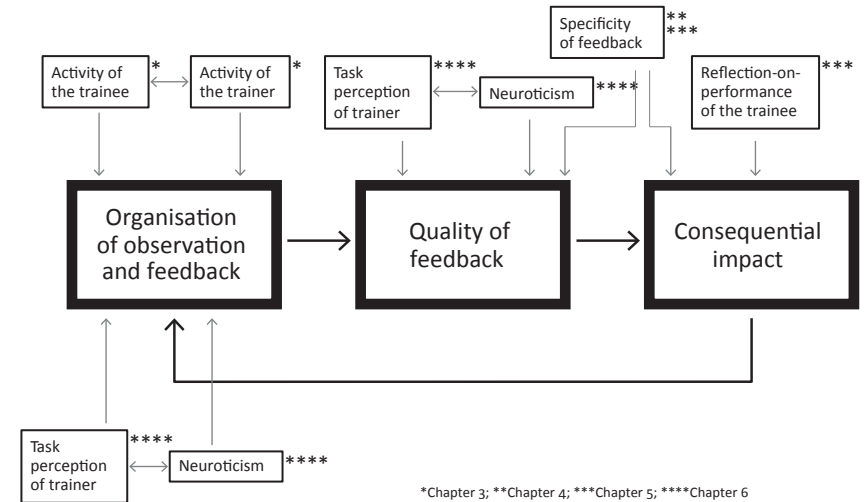 Specificity
of feedback
**
***
Activity of
the trainee
*
Activity of
the trainer
*
Task
perception
of trainer
****
Neuroticism
****
Reflection-on-
performance
of the trainee
***
Organisation
of observation
and feedback
Quality of
feedback
Consequential
impact
Task
perception
of trainer
****
Neuroticism
****
*Chapter 3; **Chapter 4; ***Chapter 5; ****Chapter 6